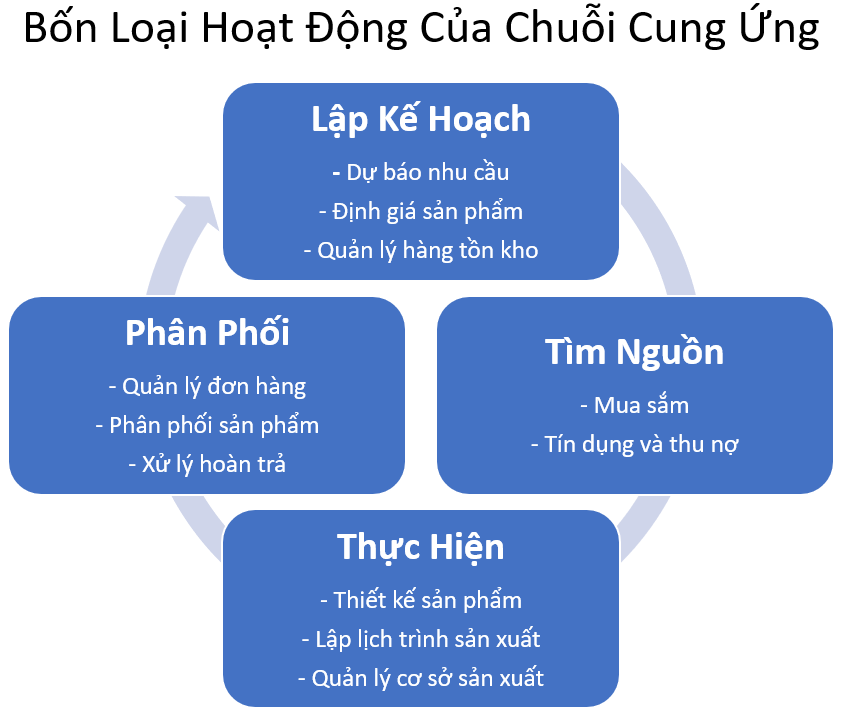 Bốn Loại Hoạt Động Của Chuỗi Cung Ứng
Lập Kế Hoạch
- Dự báo nhu cầu
- Định giá sản phẩm
- Quản lý hàng tồn kho
Tìm Nguồn
- Mua sắm
- Tín dụng và thu nợ
Thực Hiện
- Thiết kế sản phẩm
- Lập lịch trình sản xuất
- Quản lý cơ sở sản xuất
Phân Phối
- Quản lý đơn hàng
- Phân phối sản phẩm
- Xử lý hoàn trả